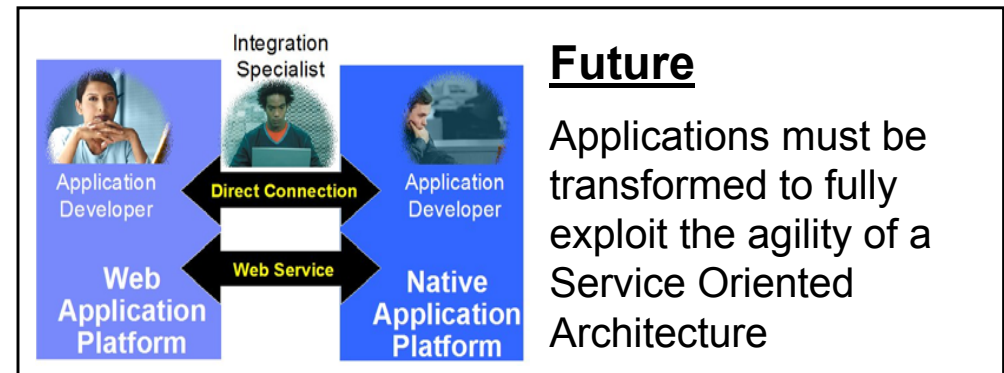 Integration
Specialist
Application
Developer
Direct Connection
Application
Developer
Web Service
Web
Application
Platform
Native
Application
Platform
Future
Applications must be
transformed to fully
exploit the agility of a
Service Oriented
Architecture